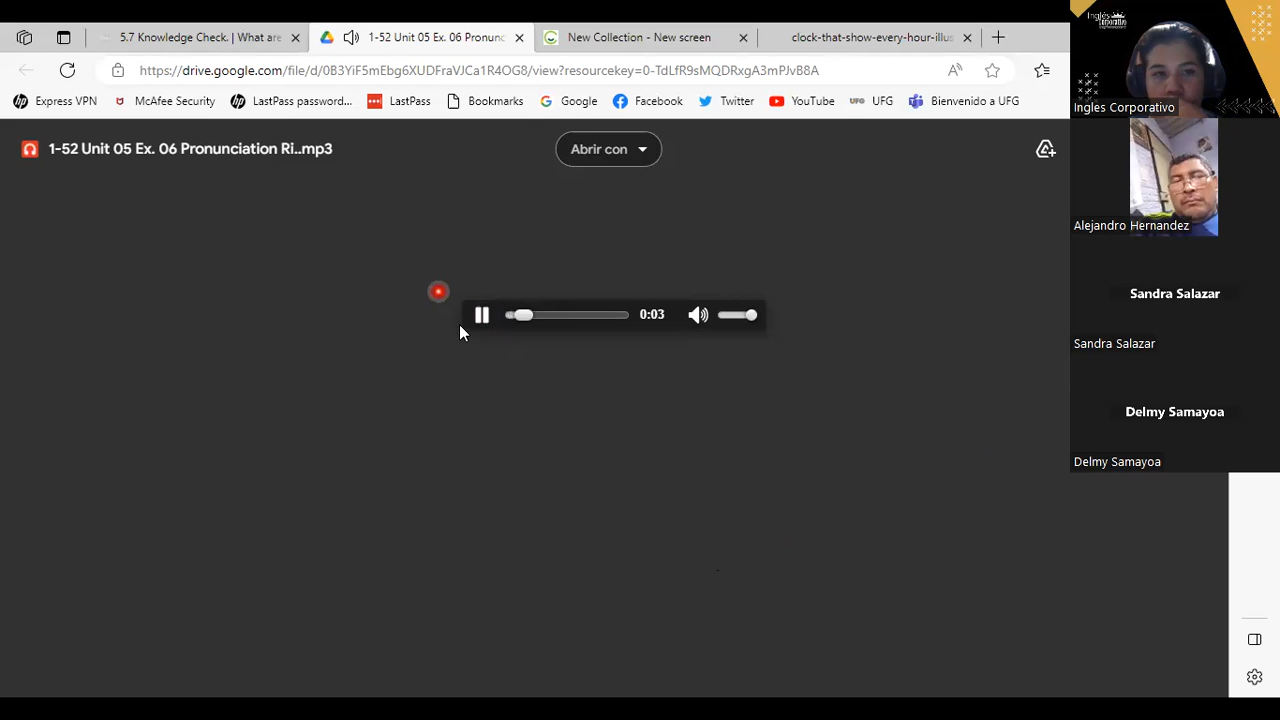 5.7 Knowledge Check. | What are
1-52 Unit 05 Ex. 06 Pronunc
New Collection - New screen
clock-that-show-every-hour-illus
https://drive.google.com/file/d/0B3YiF5mEbg6XUDFraVJCa1R4OG8/view?resourcekey=0-TdLfR9sMQDRxgA3mPJvB8A
Express VPN
McAfee Security
LastPass password...
LastPass
Bookmarks
Google
Facebook
Twitter
YouTube
UFG
UFG
Bienvenido a UFG
1-52 Unit 05 Ex. 06 Pronunciation Ri..mp3
Abrir con
0:03
Inglés
Corporativo
Ingles Corporativo
Alejandro Hernandez
Sandra Salazar
Sandra Salazar
Delmy Samayoa
Delmy Samayoa